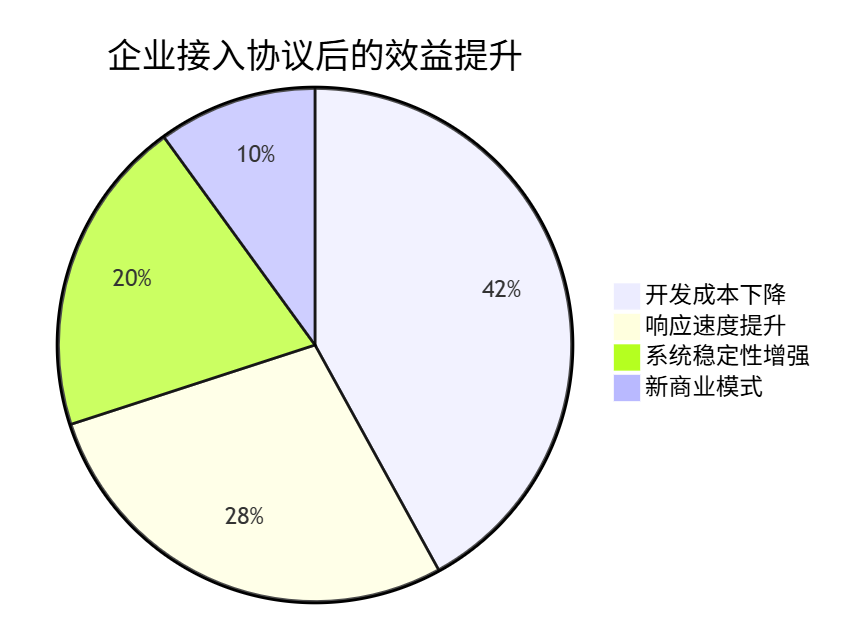 企业接入协议后的效益提升
10%
42%
20%
28%
开发成本下降
响应速度提升
系统稳定性增强
新商业模式